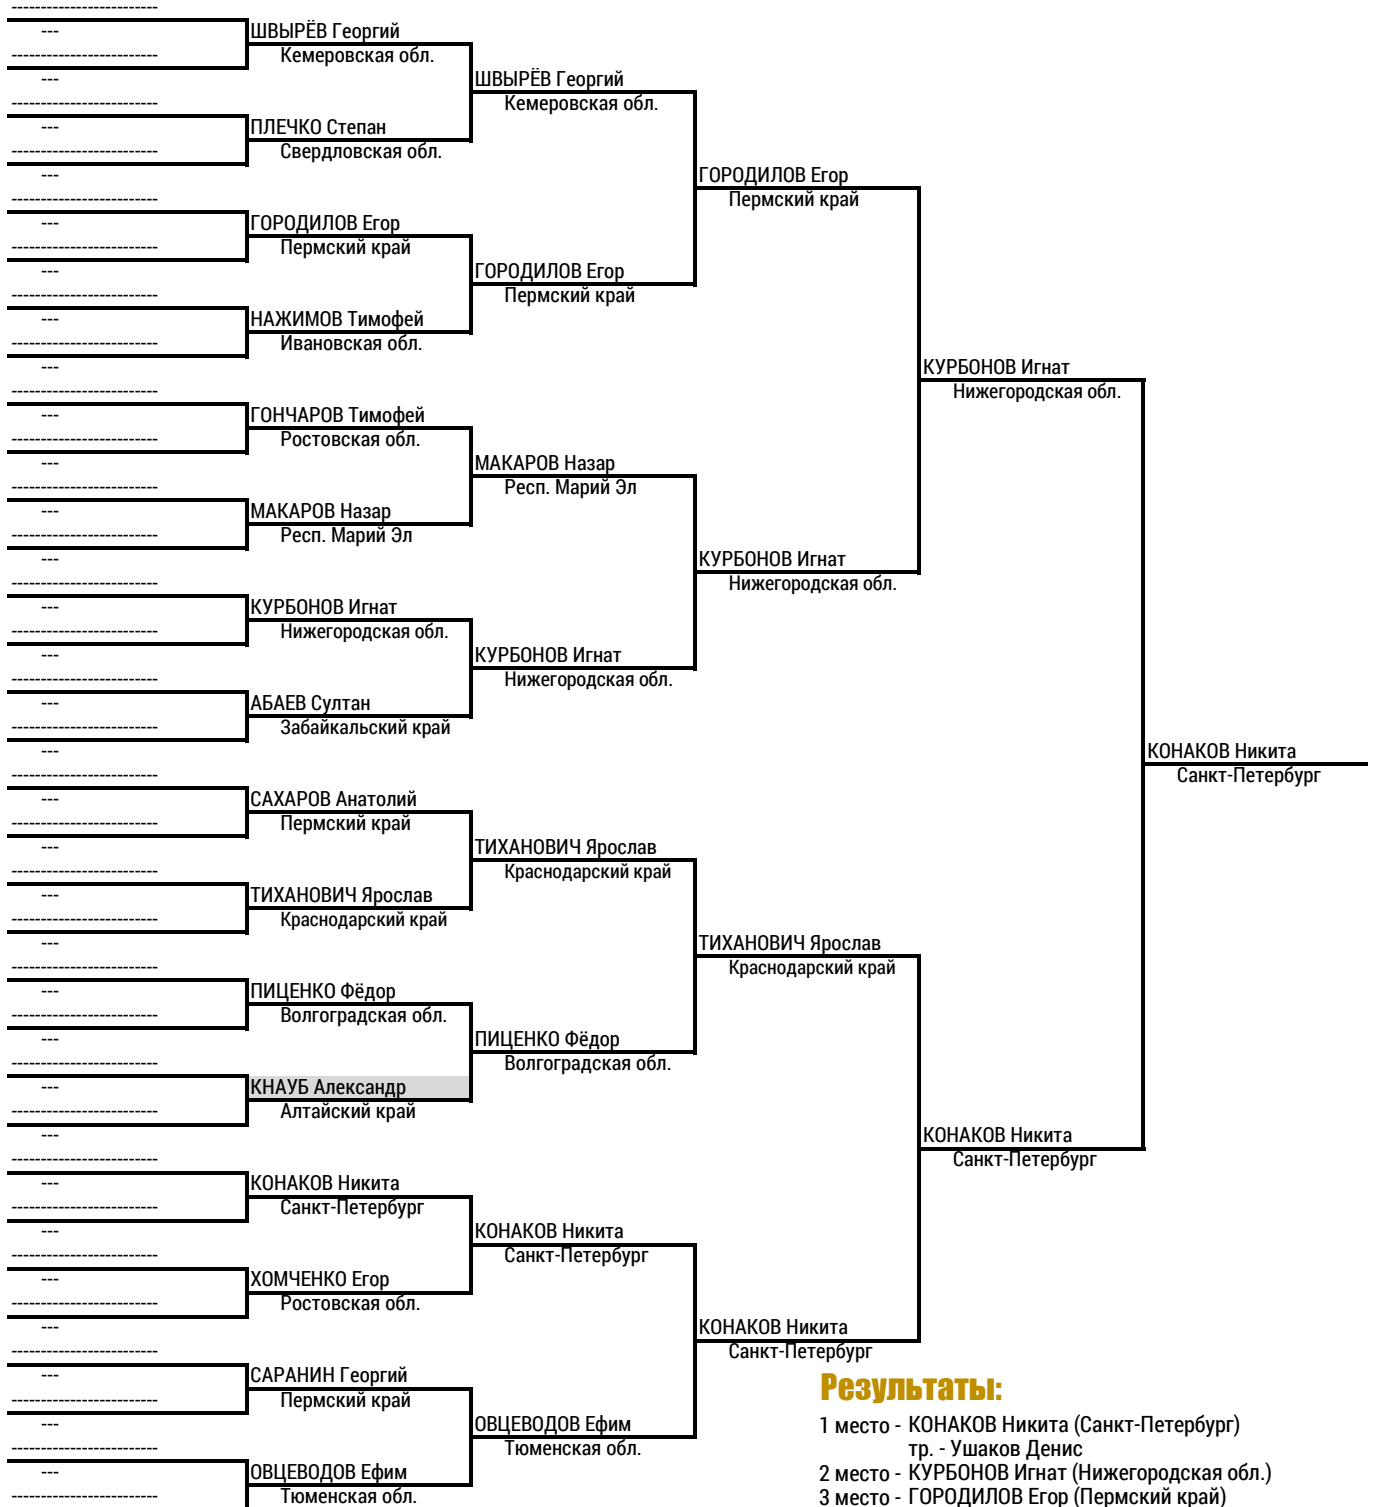 ШВЫРЁВ Георгий
Кемеровская обл.
ПЛЕЧКО Степан
Свердловская обл.
ГОРОДИЛОВ Егор
Пермский край
НАЖИМОВ Тимофей
Ивановская обл.
ГОНЧАРОВ Тимофей
Ростовская обл.
МАКАРОВ Назар
Респ. Марий Эл
КУРБОНОВ Игнат
Нижегородская обл.
АБАЕВ Султан
Забайкальский край
САХАРОВ Анатолий
Пермский край
ТИХАНОВИЧ Ярослав
Краснодарский край
ПИЦЕНКО Фёдор
Волгоградская обл.
КНАУБ Александр
Алтайский край
КОНАКОВ Никита
Санкт-Петербург
ХОМЧЕНКО Егор
Ростовская обл.
САРАНИН Георгий
Пермский край
ОВЦЕВОДОВ Ефим
Тюменская обл.
ШВЫРЁВ Георгий
Кемеровская обл.
ГОРОДИЛОВ Егор
Пермский край
МАКАРОВ Назар
Респ. Марий Эл
КУРБОНОВ Игнат
Нижегородская обл.
ТИХАНОВИЧ Ярослав
Краснодарский край
ПИЦЕНКО Фёдор
Волгоградская обл.
КОНАКОВ Никита
Санкт-Петербург
ОВЦЕВОДОВ Ефим
Тюменская обл.
ГОРОДИЛОВ Егор
Пермский край
КУРБОНОВ Игнат
Нижегородская обл.
ТИХАНОВИЧ Ярослав
Краснодарский край
КОНАКОВ Никита
Санкт-Петербург
КУРБОНОВ Игнат
Нижегородская обл.
КОНАКОВ Никита
Санкт-Петербург
КОНАКОВ Никита
Санкт-Петербург
Результаты:
1 место - КОНАКОВ Никита (Санкт-Петербург)
тр. - Ушаков Денис
2 место - КУРБОНОВ Игнат (Нижегородская обл.)
3 место - ГОРОДИЛОВ Егор (Пермский край)